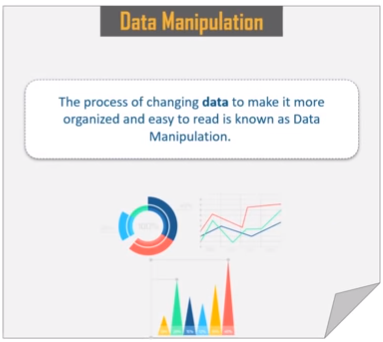 Data Manipulation
The process of changing data to make it more
organized and easy to read is known as Data
Manipulation.